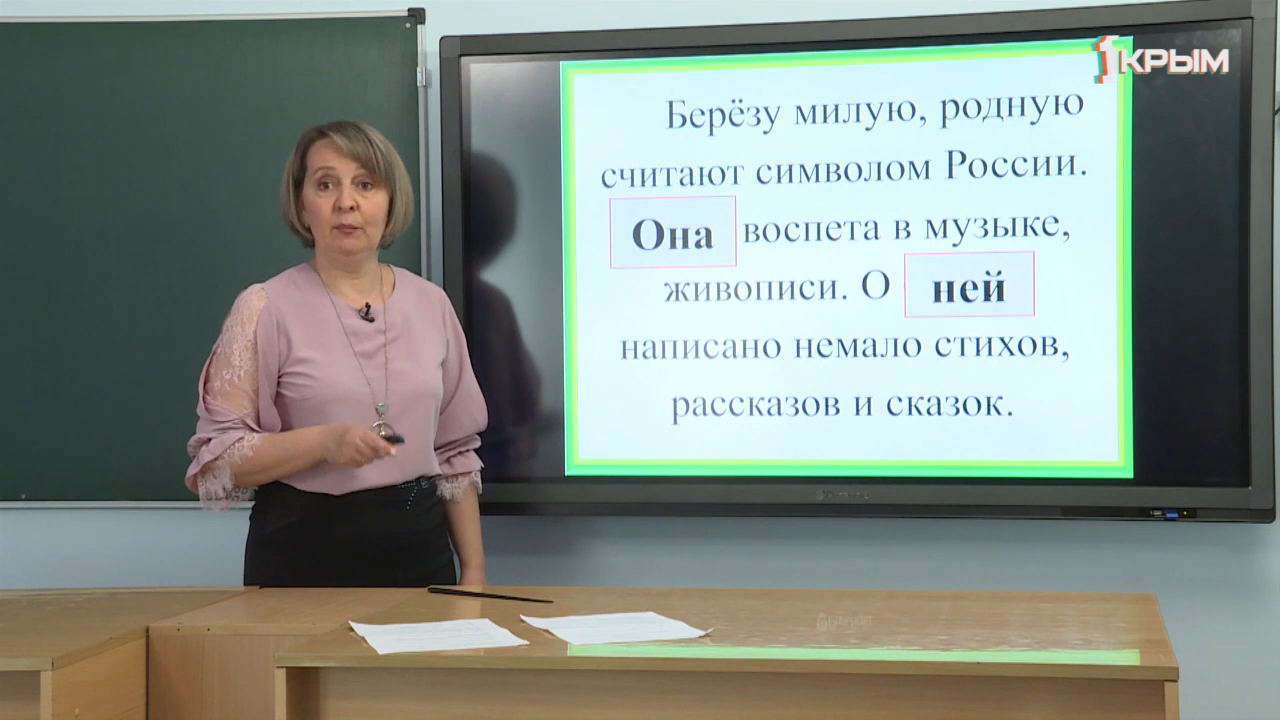 1КРЫМ
Берёзу милую, родную
считают символом России.
Она воспета в музыке,
живописи. О ней
написано немало стихов,
рассказов и сказок.